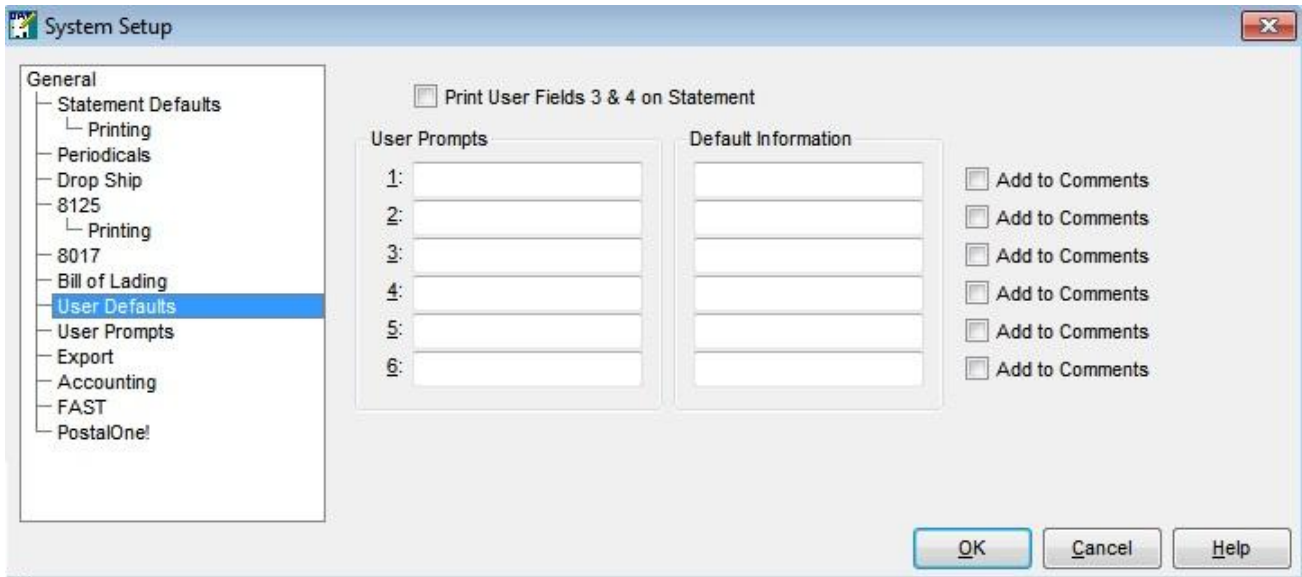 System Setup
General
Statement Defaults
Printing
Periodicals
Drop Ship
8125
Printing
8017
Bill of Lading
User Defaults
User Prompts
Export
Accounting
FAST
PostalOne!
Print User Fields 3 & 4 on Statement
User Prompts Default Information
1: Add to Comments
2: Add to Comments
3: Add to Comments
4: Add to Comments
5: Add to Comments
6: Add to Comments
OK Cancel Help